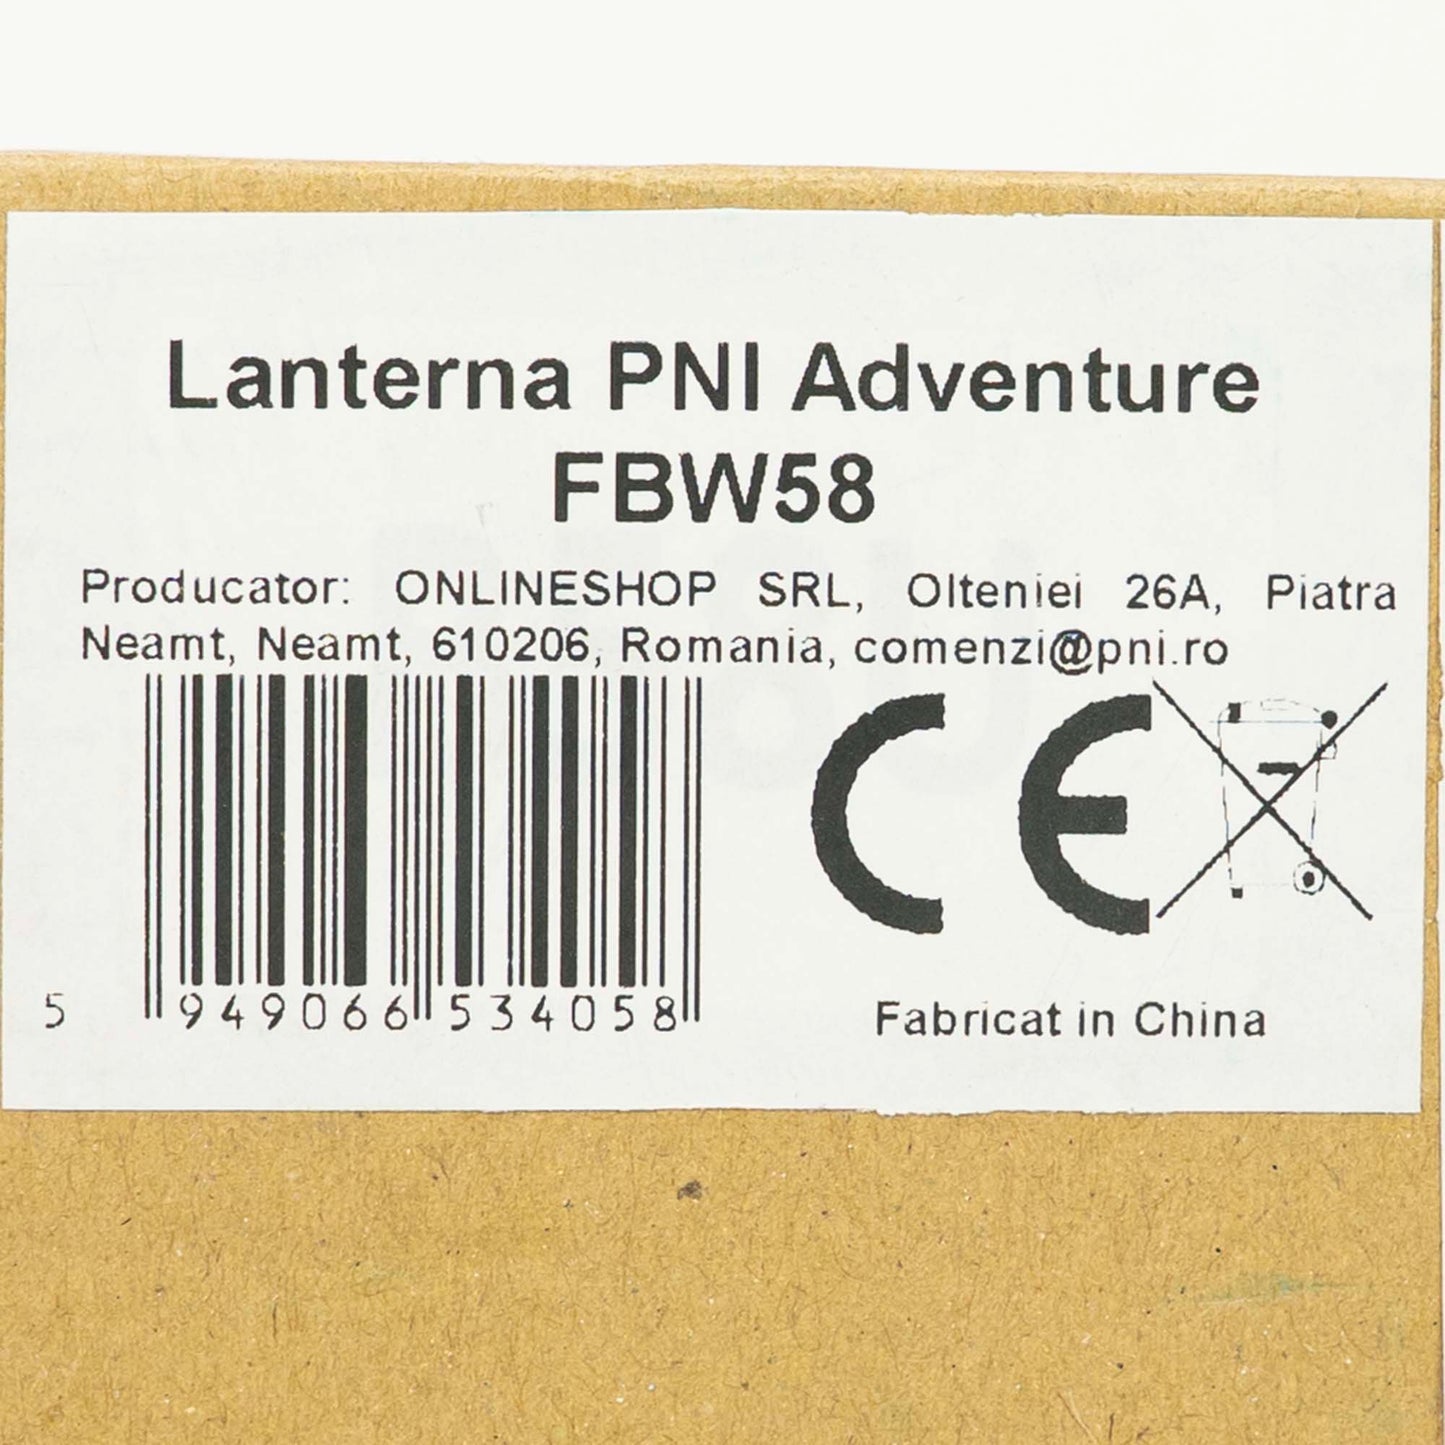 Lanterna PNI Adventure
FBW58
Producator: ONLINESHOP SRL, Olteniei 26A, Piatra
Neamt, Neamt, 610206, Romania, comenzi@pni.ro
CE
5 949066 534058
Fabricat in China